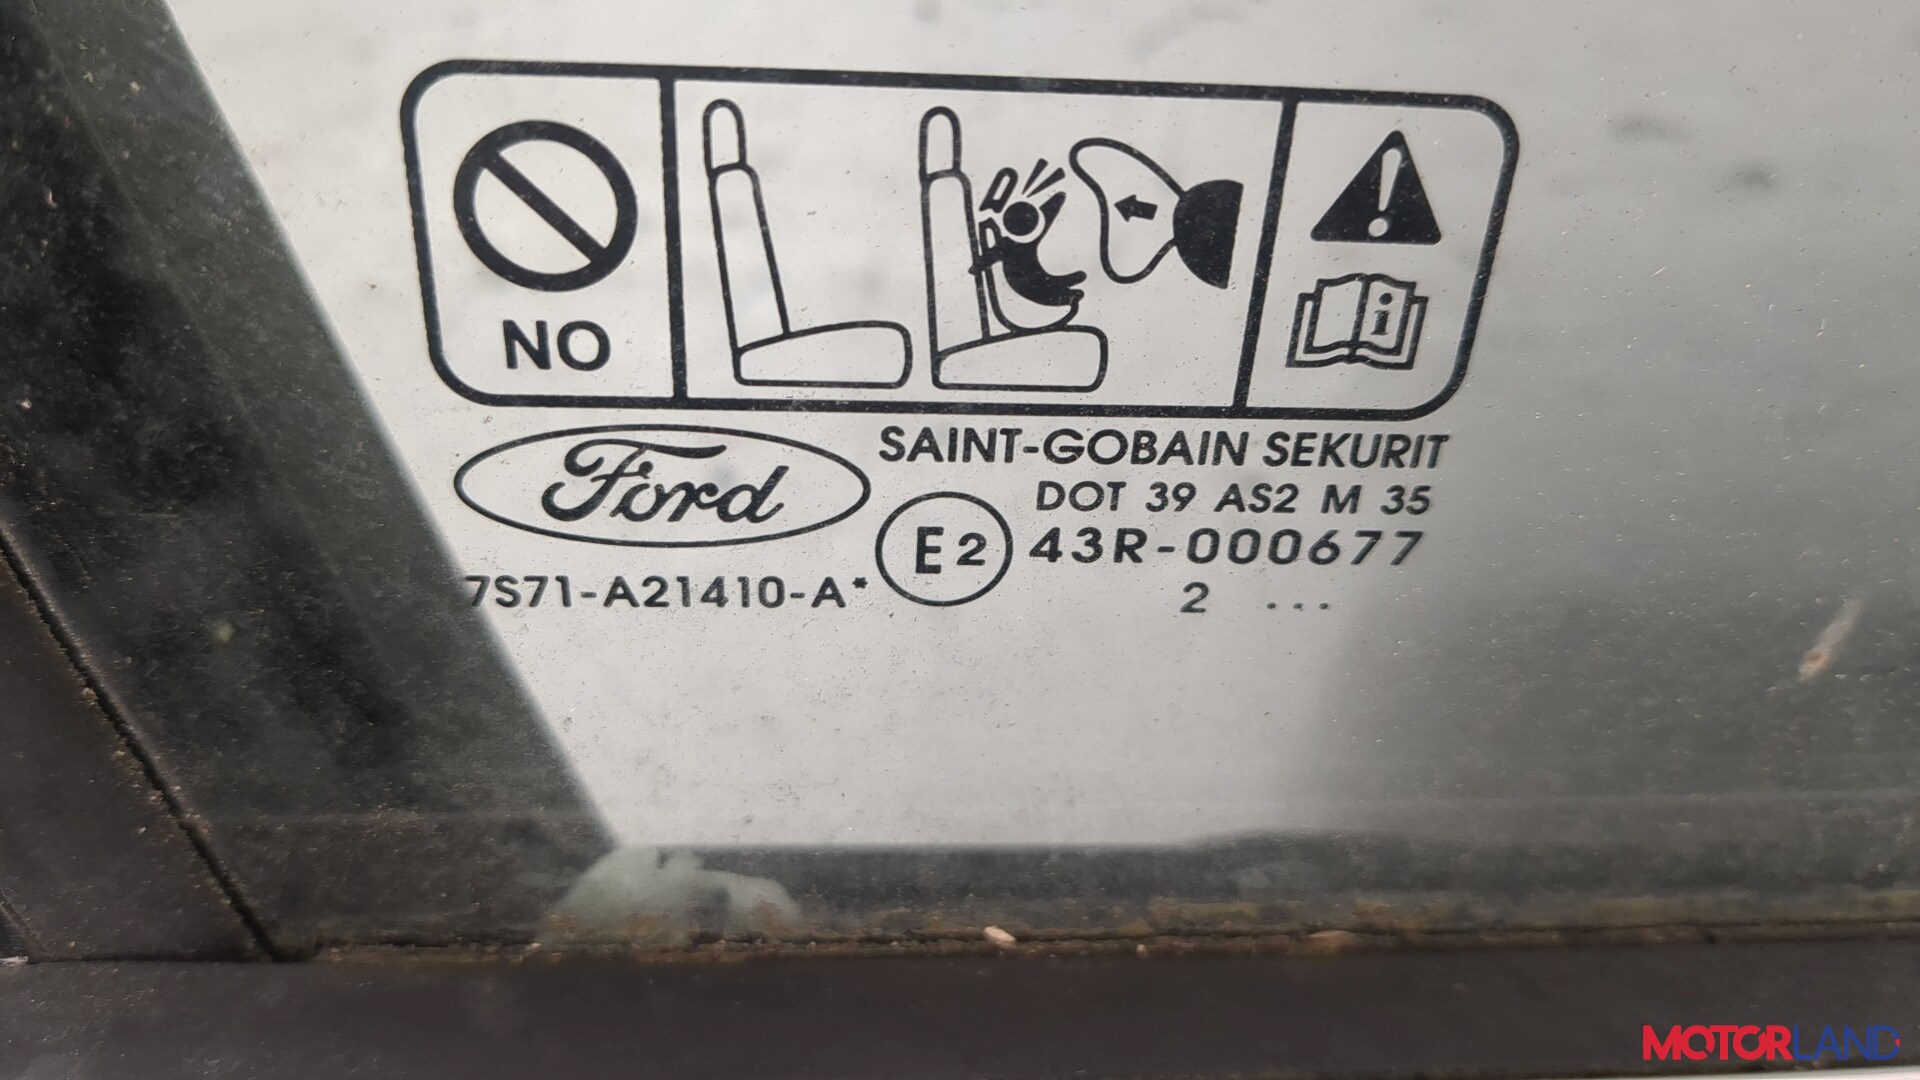 NO
i
Ford
SAINT-GOBAIN SEKURIT
DOT 39 AS2 M 35
E2 43R-000677
7S71-A21410-A*
2 ...
MOTORLAND